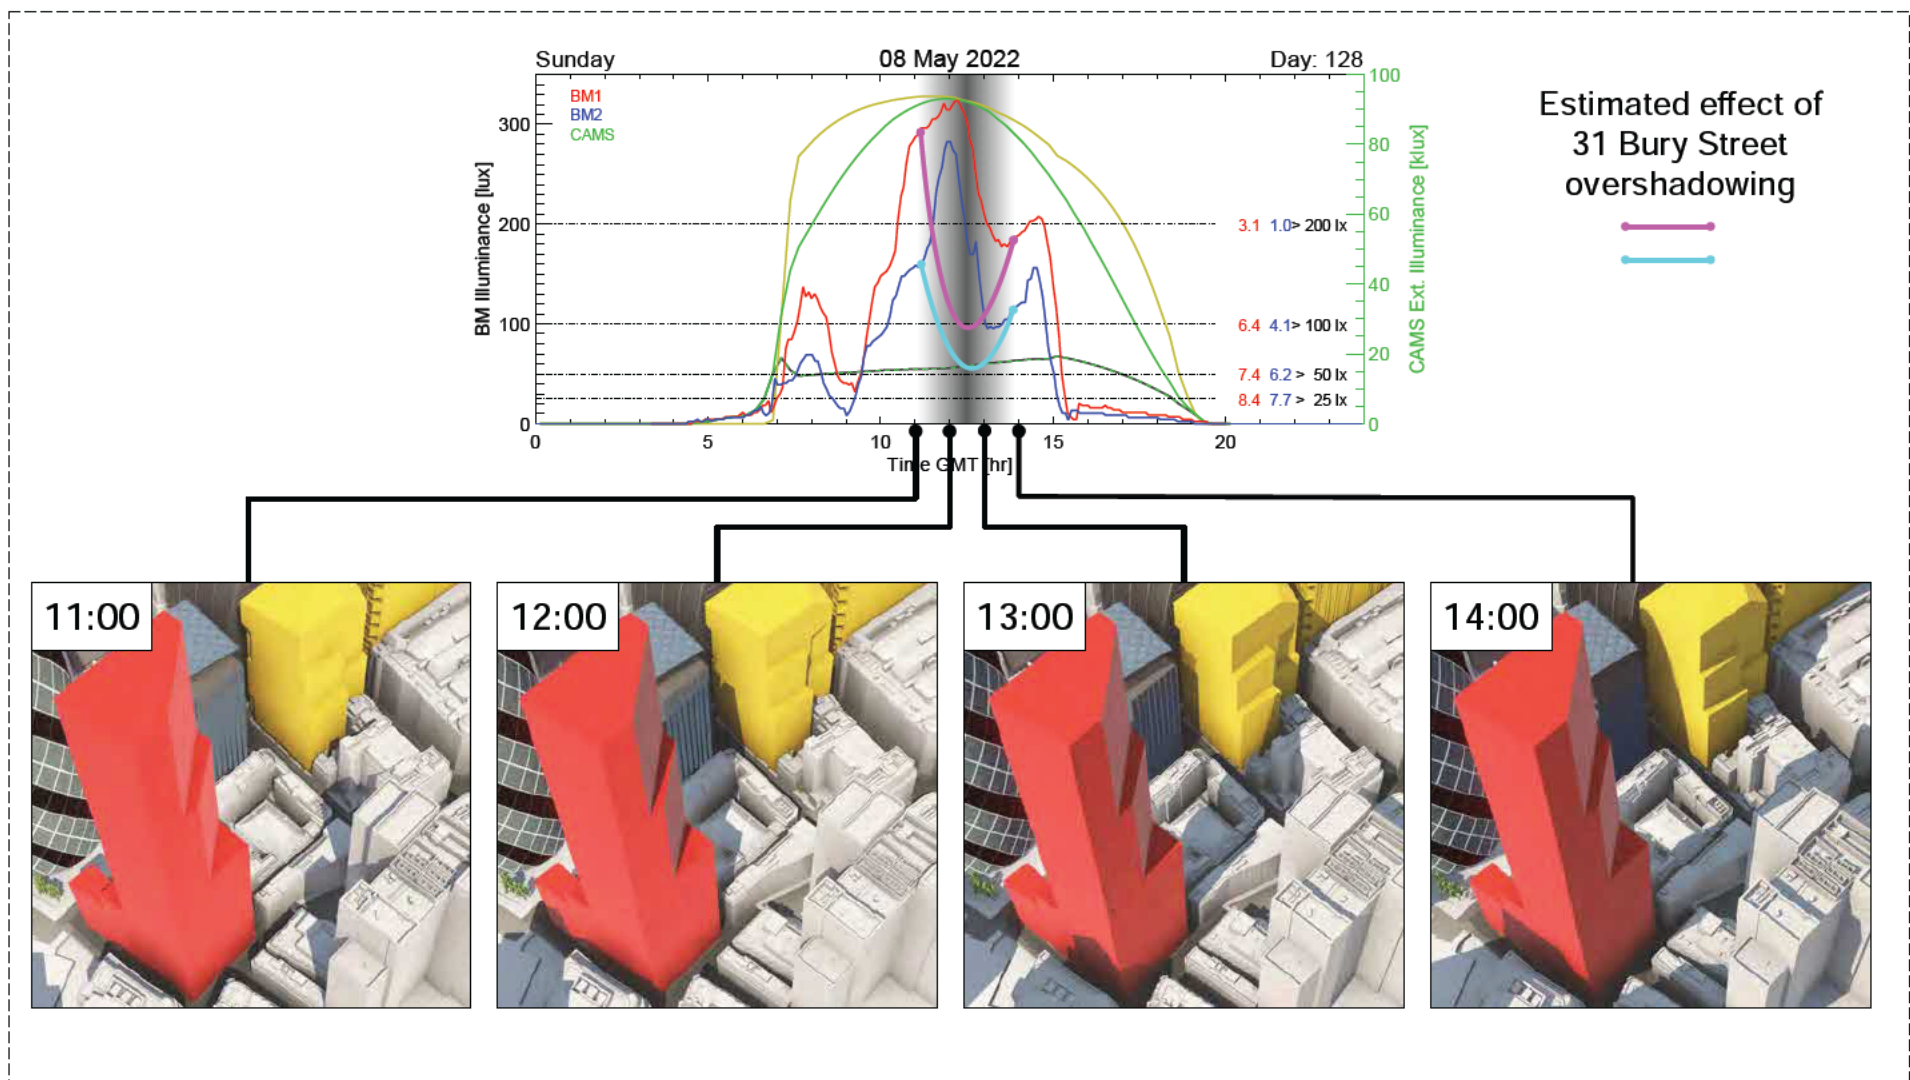 Sunday 08 May 2022 Day: 128
BM1
BM2
CAMS
BM Illuminance [lux]
300
200
100
0
0 5 10 15 20
Time GMT [hr]
100
80
60
40
20
0
CAMS Ext. Illuminance [klux]
3.1 1.0> 200 lx
6.4 4.1> 100 lx
7.4 6.2 > 50 lx
8.4 7.7 > 25 lx
Estimated effect of
31 Bury Street
overshadowing
11:00
12:00
13:00
14:00